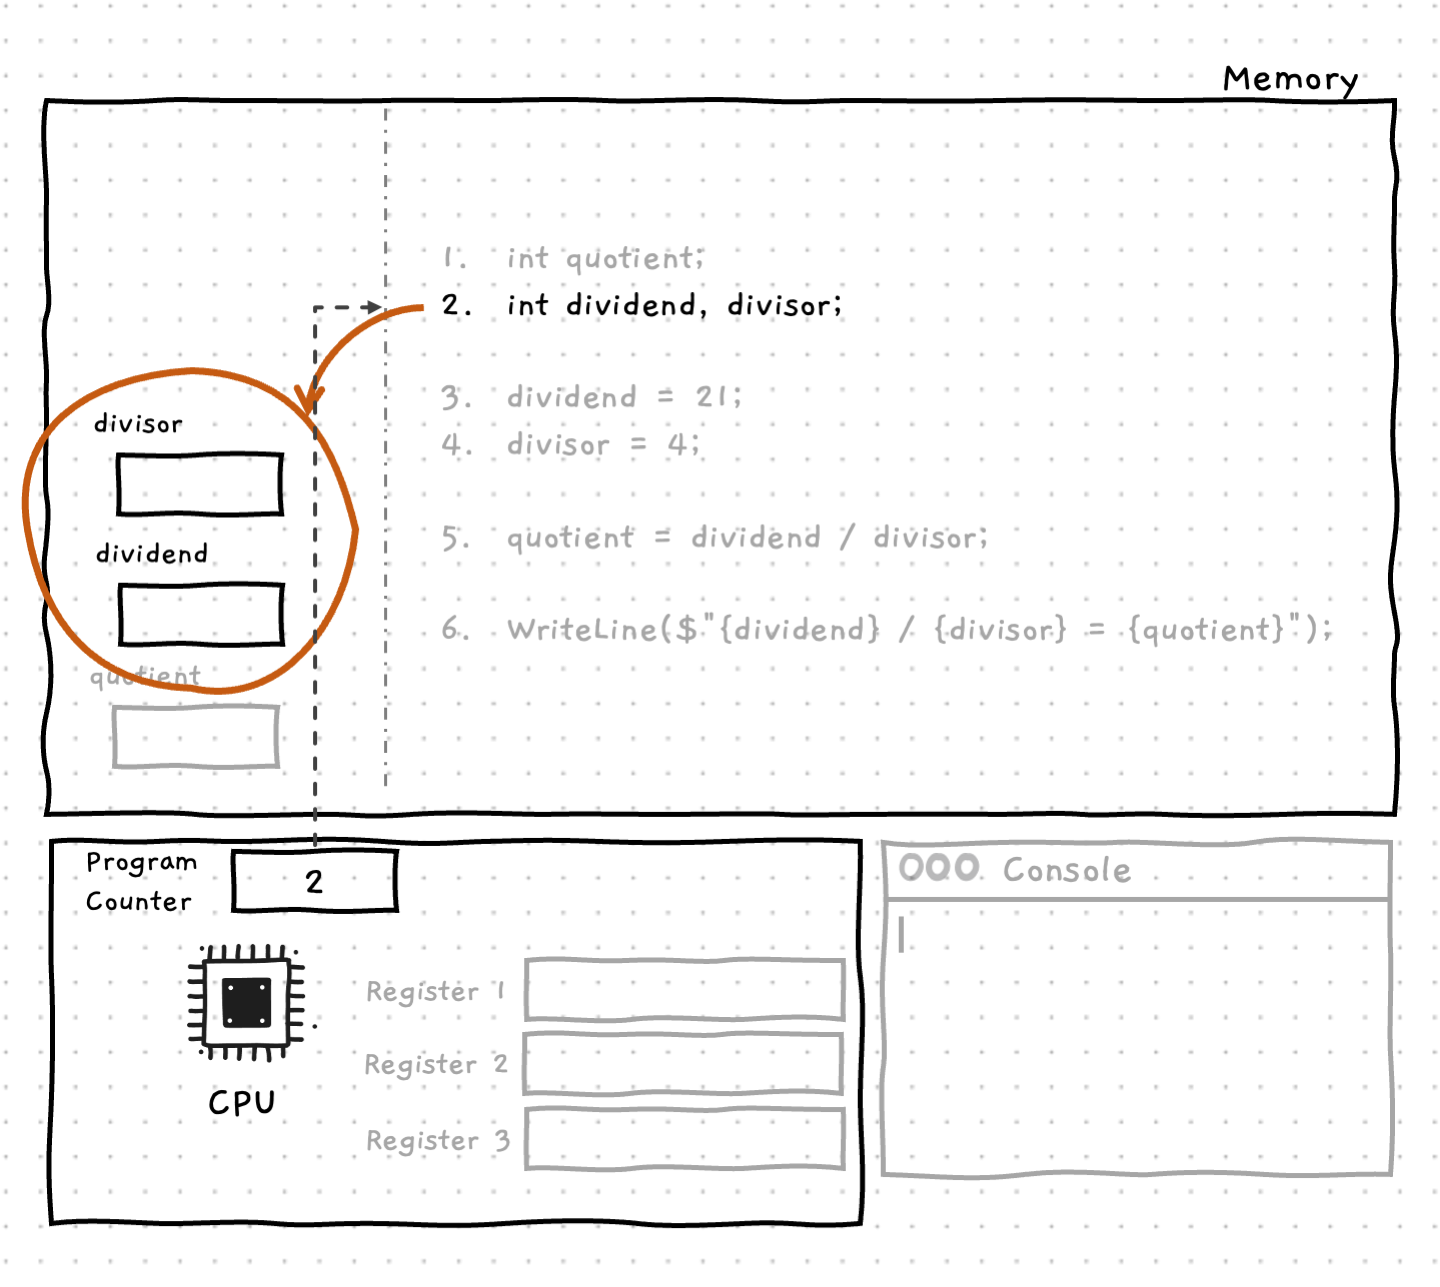 Memory
1. int quotient;
2. int dividend, divisor;
3. dividend = 21;
4. divisor = 4;
5. quotient = dividend / divisor;
6. WriteLine($"{dividend} / {divisor} = {quotient}");
divisor
dividend
quotient
Program
Counter
2
CPU
Register 1
Register 2
Register 3
Console